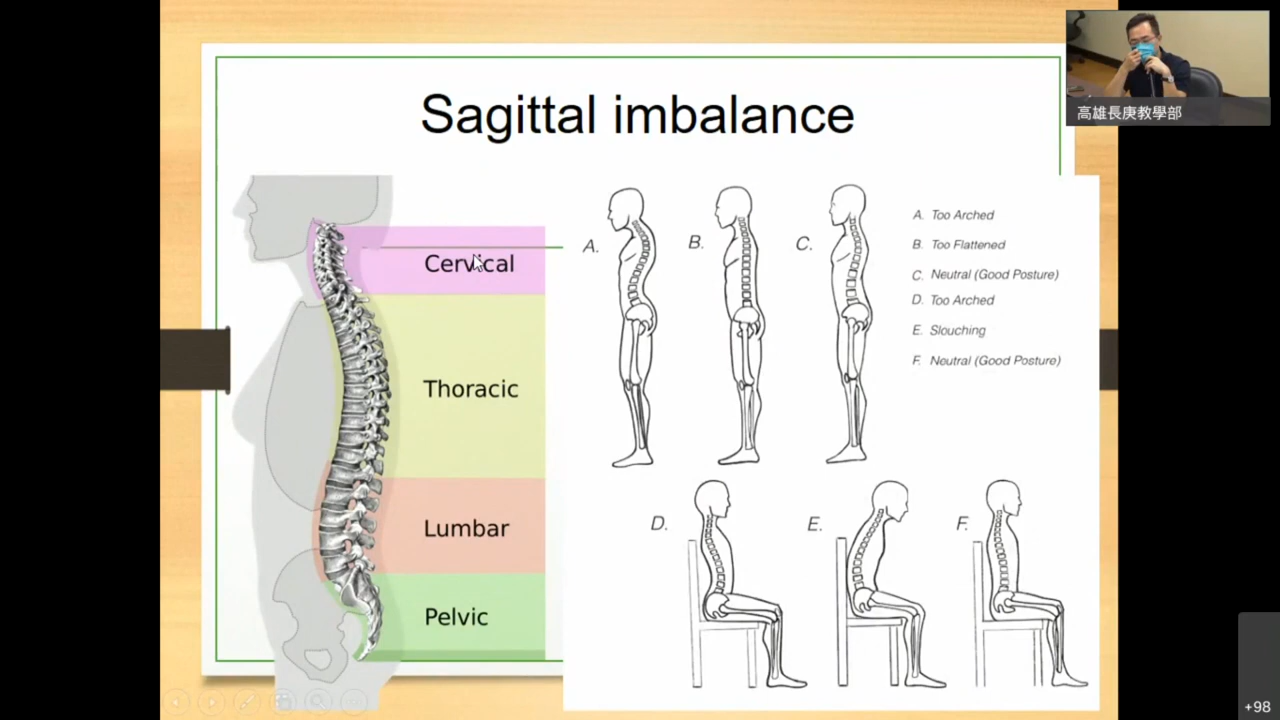 Sagittal imbalance
高雄長庚教學部
Cervical
Thoracic
Lumbar
Pelvic
A.
B.
C.
A. Too Arched
B. Too Flattened
C. Neutral (Good Posture)
D. Too Arched
E. Slouching
F. Neutral (Good Posture)
D.
E.
F.
+98